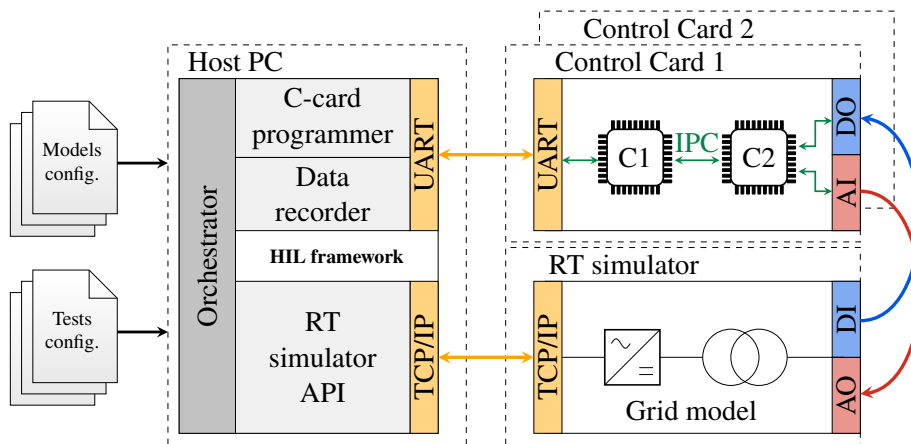 Control Card 2
Host PC
Control Card 1
Models
config.
Orchestrator
C-card
programmer
Data
recorder
UART
UART
C1
IPC
C2
DO
AI
HIL framework
Tests
config.
RT
simulator
API
TCP/IP
RT simulator
TCP/IP
Grid model
DI
AO